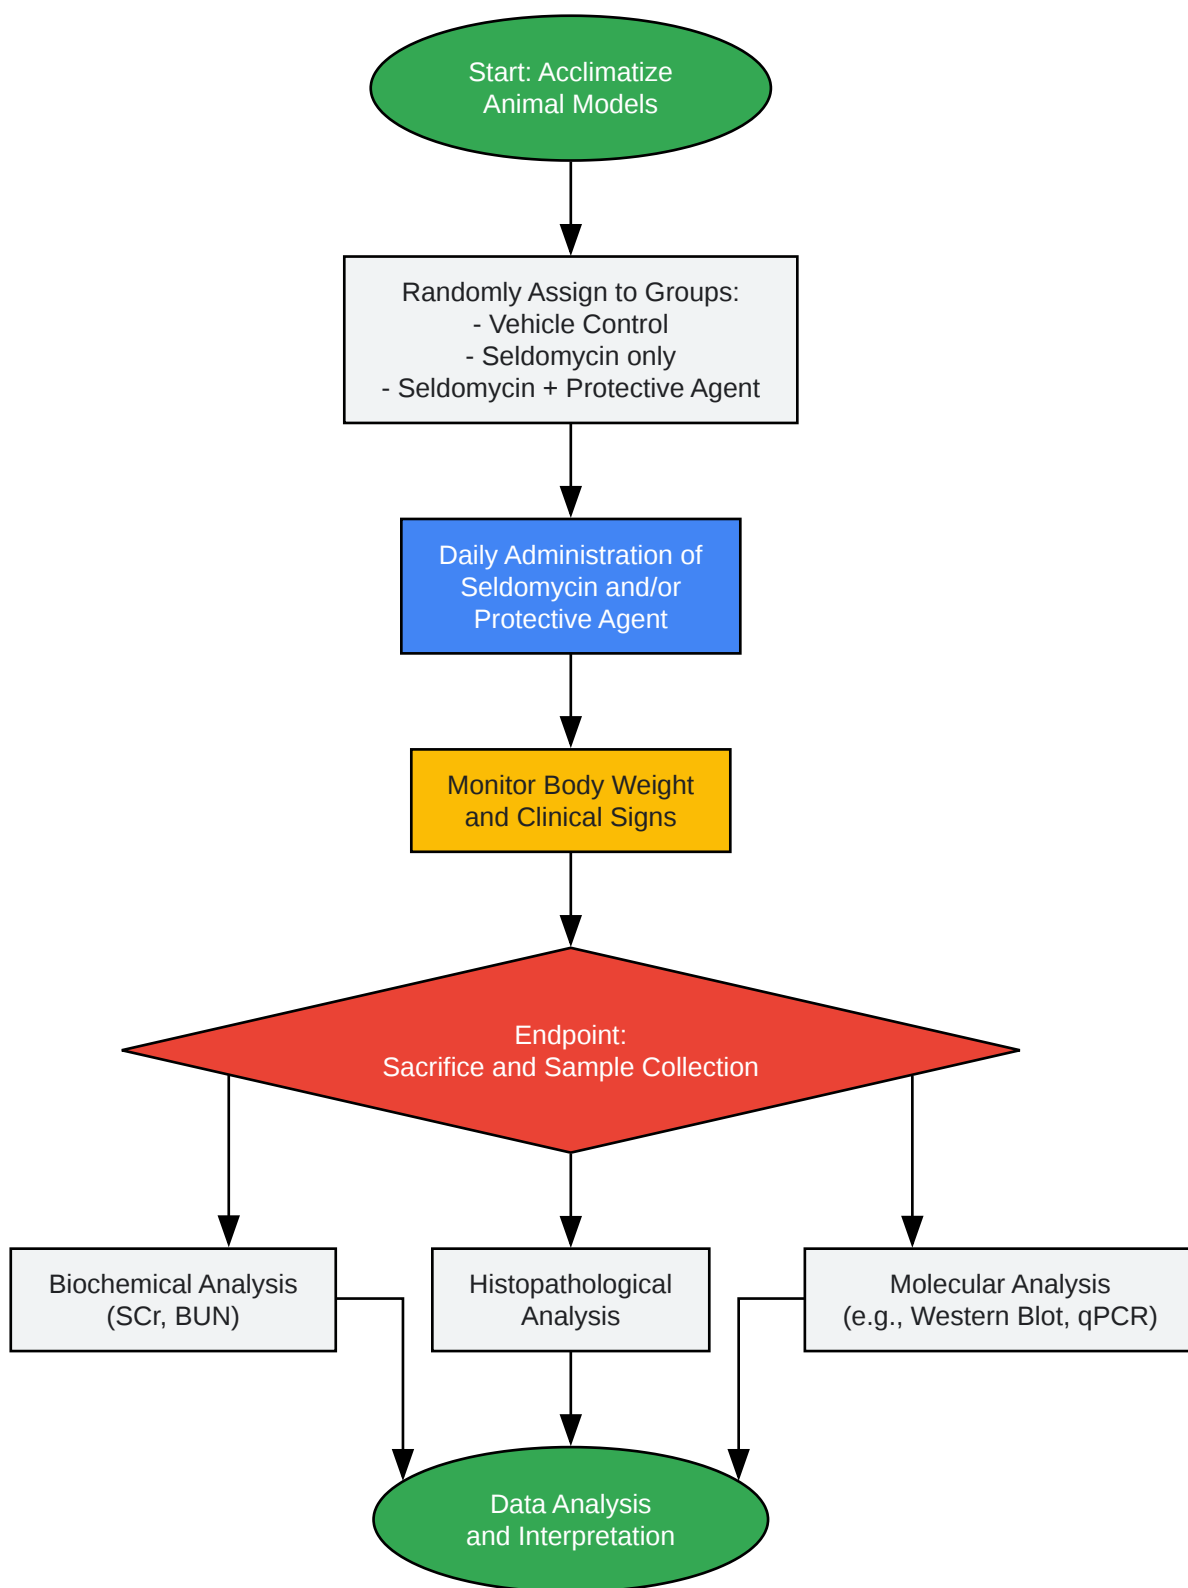 Start: Acclimatize
Animal Models
Randomly Assign to Groups:
- Vehicle Control
- Seldomycin only
- Seldomycin + Protective Agent
Daily Administration of
Seldomycin and/or
Protective Agent
Monitor Body Weight
and Clinical Signs
Endpoint:
Sacrifice and Sample Collection
Biochemical Analysis
(SCr, BUN)
Histopathological
Analysis
Molecular Analysis
(e.g., Western Blot, qPCR)
Data Analysis
and Interpretation